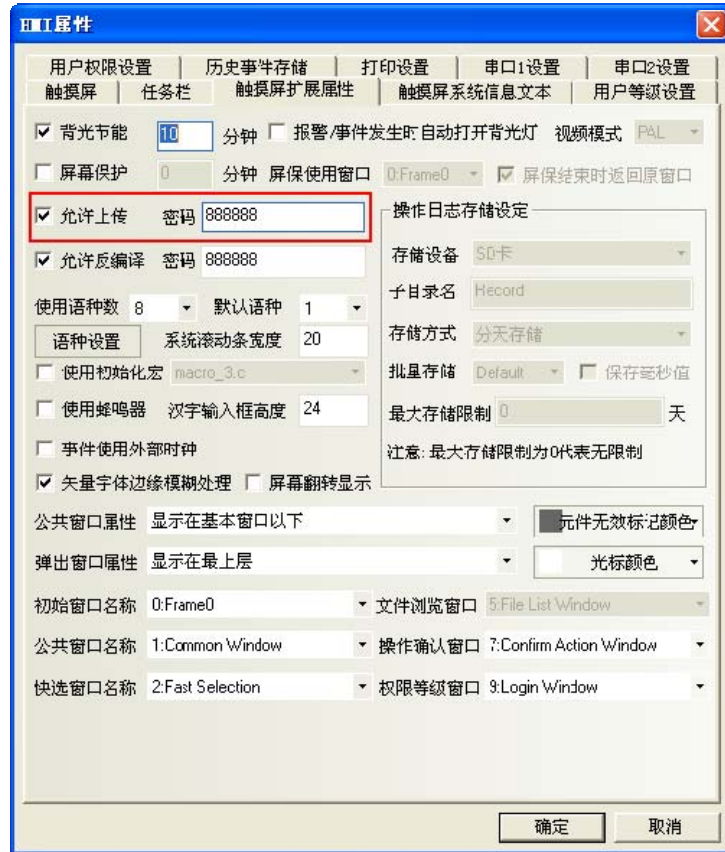 HMI属性
用户权限设置 历史事件存储 打印设置 串口1设置 串口2设置
触摸屏 任务栏 触摸屏扩展属性 触摸屏系统信息文本 用户等级设置
背光节能 10 分钟 报警/事件发生时自动打开背光灯 视频模式 PAL
屏幕保护 0 分钟 屏保使用窗口 0:Frame0 屏保结束时返回原窗口
允许上传 密码 888888
操作日志存储设定
允许反编译 密码 888888
存储设备 SD卡
子目录名 Record
使用语种数 8 默认语种 1
语种设置 系统滚动条宽度 20
存储方式 分天存储
使用初始化宏 macro_3.c
批量存储 Default 保存毫秒值
使用蜂鸣器 汉字输入框高度 24
最大存储限制 0 天
事件使用外部时钟
注意:最大存储限制为0代表无限制
矢量字体边缘模糊处理 屏幕翻转显示
公共窗口属性 显示在基本窗口以下 元件无效标记颜色
弹出窗口属性 显示在最上层 光标颜色
初始窗口名称 0:Frame0 文件浏览窗口 5:File List Window
公共窗口名称 1:Common Window 操作确认窗口 7:Confirm Action Window
快选窗口名称 2:Fast Selection 权限等级窗口 9:Login Window
确定 取消